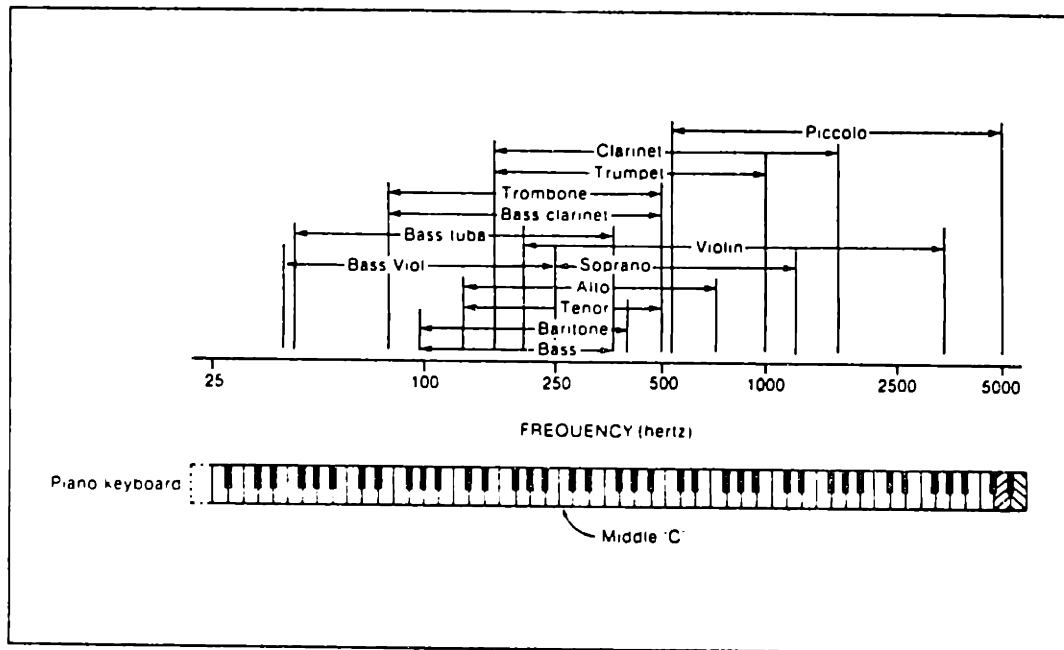 Piccolo
Clarinet
Trumpet
Trombone
Bass clarinet
Bass tuba
Violin
Bass Viol
Soprano
Alto
Tenor
Baritone
Bass
25 100 250 500 1000 2500 5000
FREQUENCY (hertz)
Piano keyboard
Middle 'C'